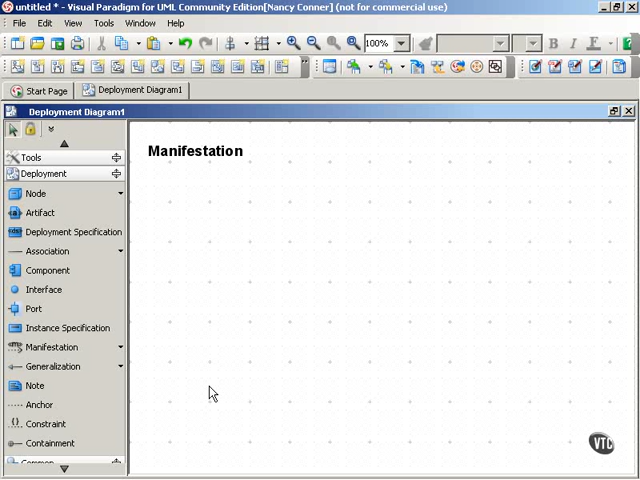 untitled * - Visual Paradigm for UML Community Edition[Nancy Conner] (not for commercial use)
File Edit View Tools Window Help
100% B I F
Start Page Deployment Diagram1
Deployment Diagram1
Manifestation
Tools
Deployment
Node
Artifact
Deployment Specification
Association
Component
Interface
Port
Instance Specification
Manifestation
Generalization
Note
Anchor
Constraint
Containment
Common
VTC